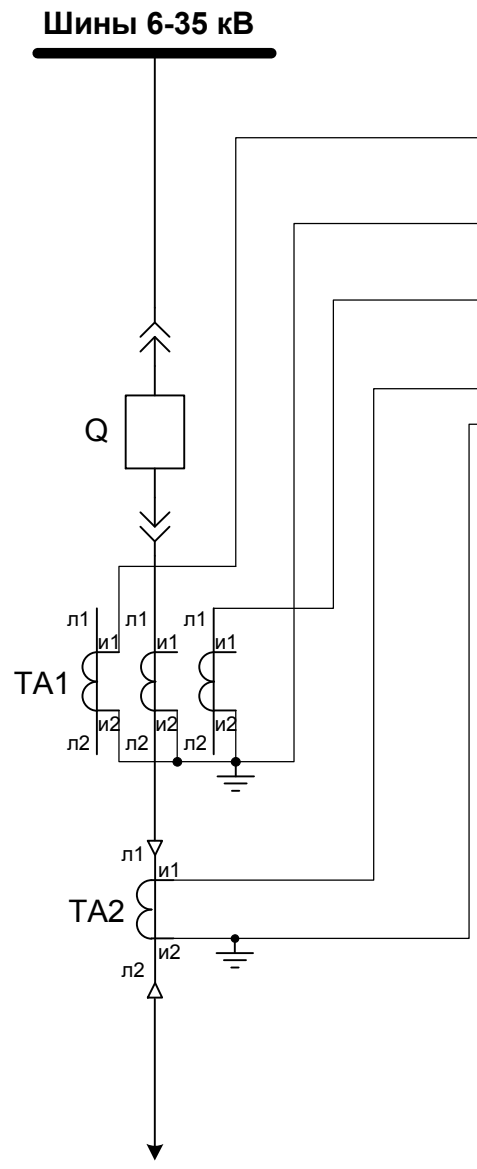 Шины 6-35 кВ
Q
л1 л1 л1
и1 и1 и1
TA1
и2 и2 и2
л2 л2 л2
л1
и1
TA2
и2
л2